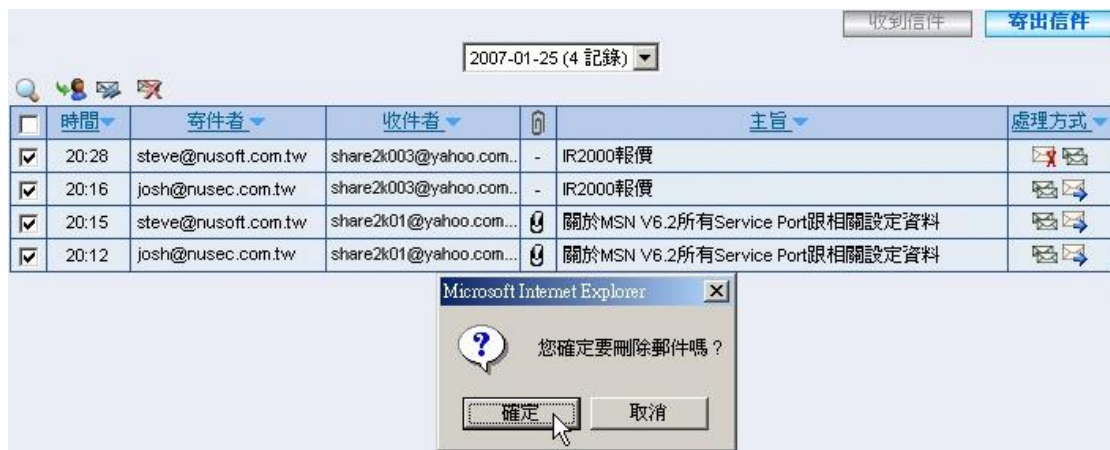 收到信件 寄出信件
2007-01-25 (4 記錄)
時間 寄件者 收件者 主旨 處理方式
20:28 steve@nusoft.com.tw share2k003@yahoo.com.. - IR2000報價
20:16 josh@nusec.com.tw share2k003@yahoo.com.. - IR2000報價
20:15 steve@nusoft.com.tw share2k01@yahoo.com... 關於MSN V6.2所有Service Port跟相關設定資料
20:12 josh@nusec.com.tw share2k01@yahoo.com... 關於MSN V6.2所有Service Port跟相關設定資料
Microsoft Internet Explorer
您確定要刪除郵件嗎？
確定 取消